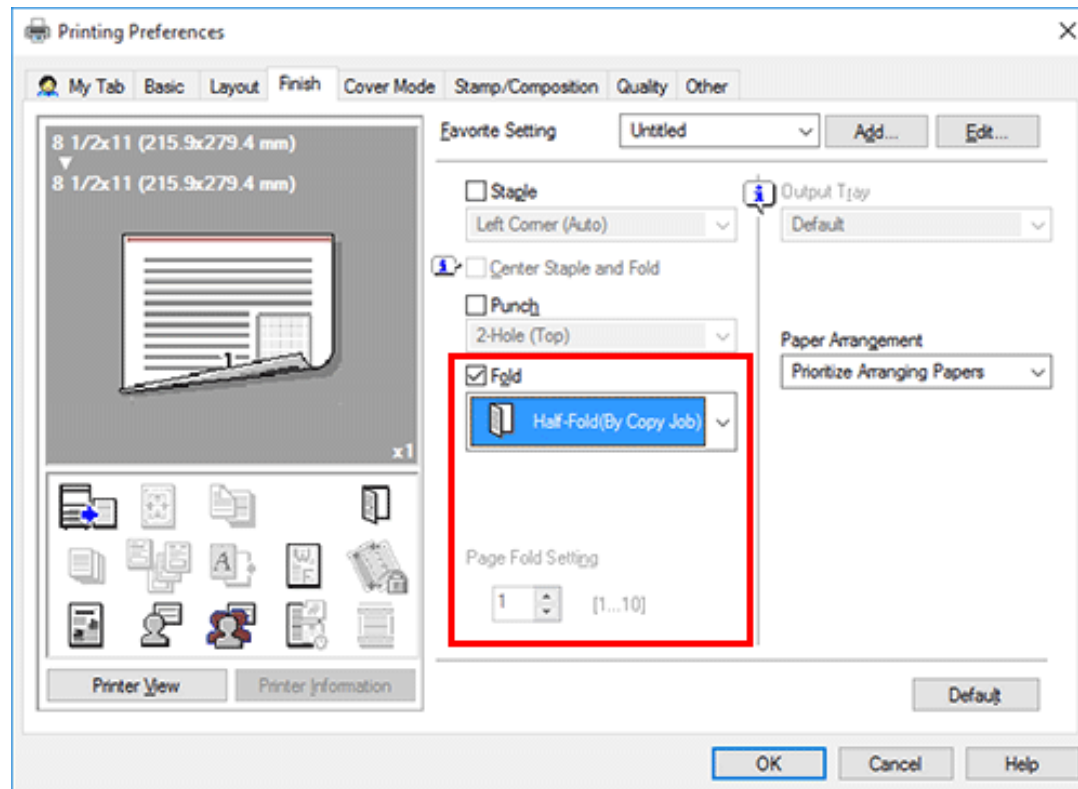 Printing Preferences
My Tab Basic Layout Finish Cover Mode Stamp/Composition Quality Other
8 1/2x11 (215.9x279.4 mm)
8 1/2x11 (215.9x279.4 mm)
1
x1
Printer View Printer Information
Favorite Setting Untitled Add... Edit...
Staple
Left Corner (Auto)
Center Staple and Fold
Punch
2-Hole (Top)
Fold
Half-Fold(By Copy Job)
Page Fold Setting
1 [1...10]
Output Tray
Default
Paper Arrangement
Prioritize Arranging Papers
Default
OK Cancel Help